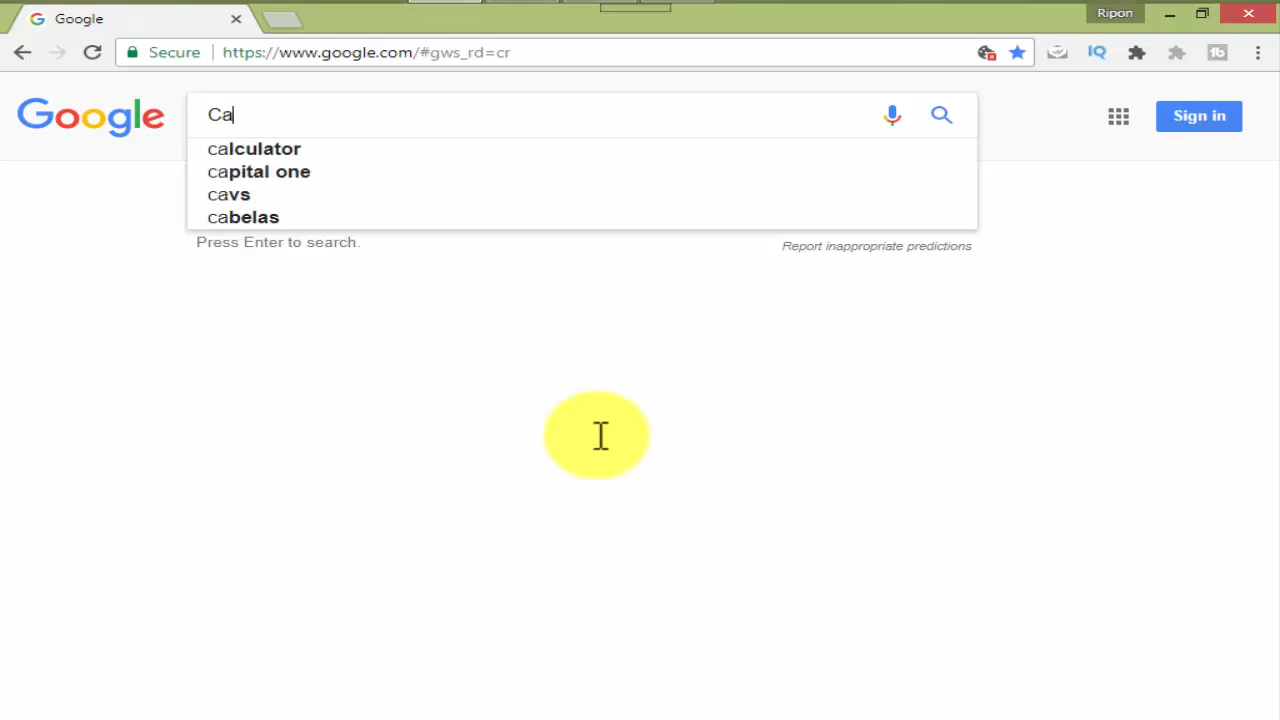 Google
Ripon
Secure
https://www.google.com/#gws_rd=cr
IQ
tb
Google
Ca
Sign in
calculator
capital one
cavs
cabelas
Press Enter to search.
Report inappropriate predictions